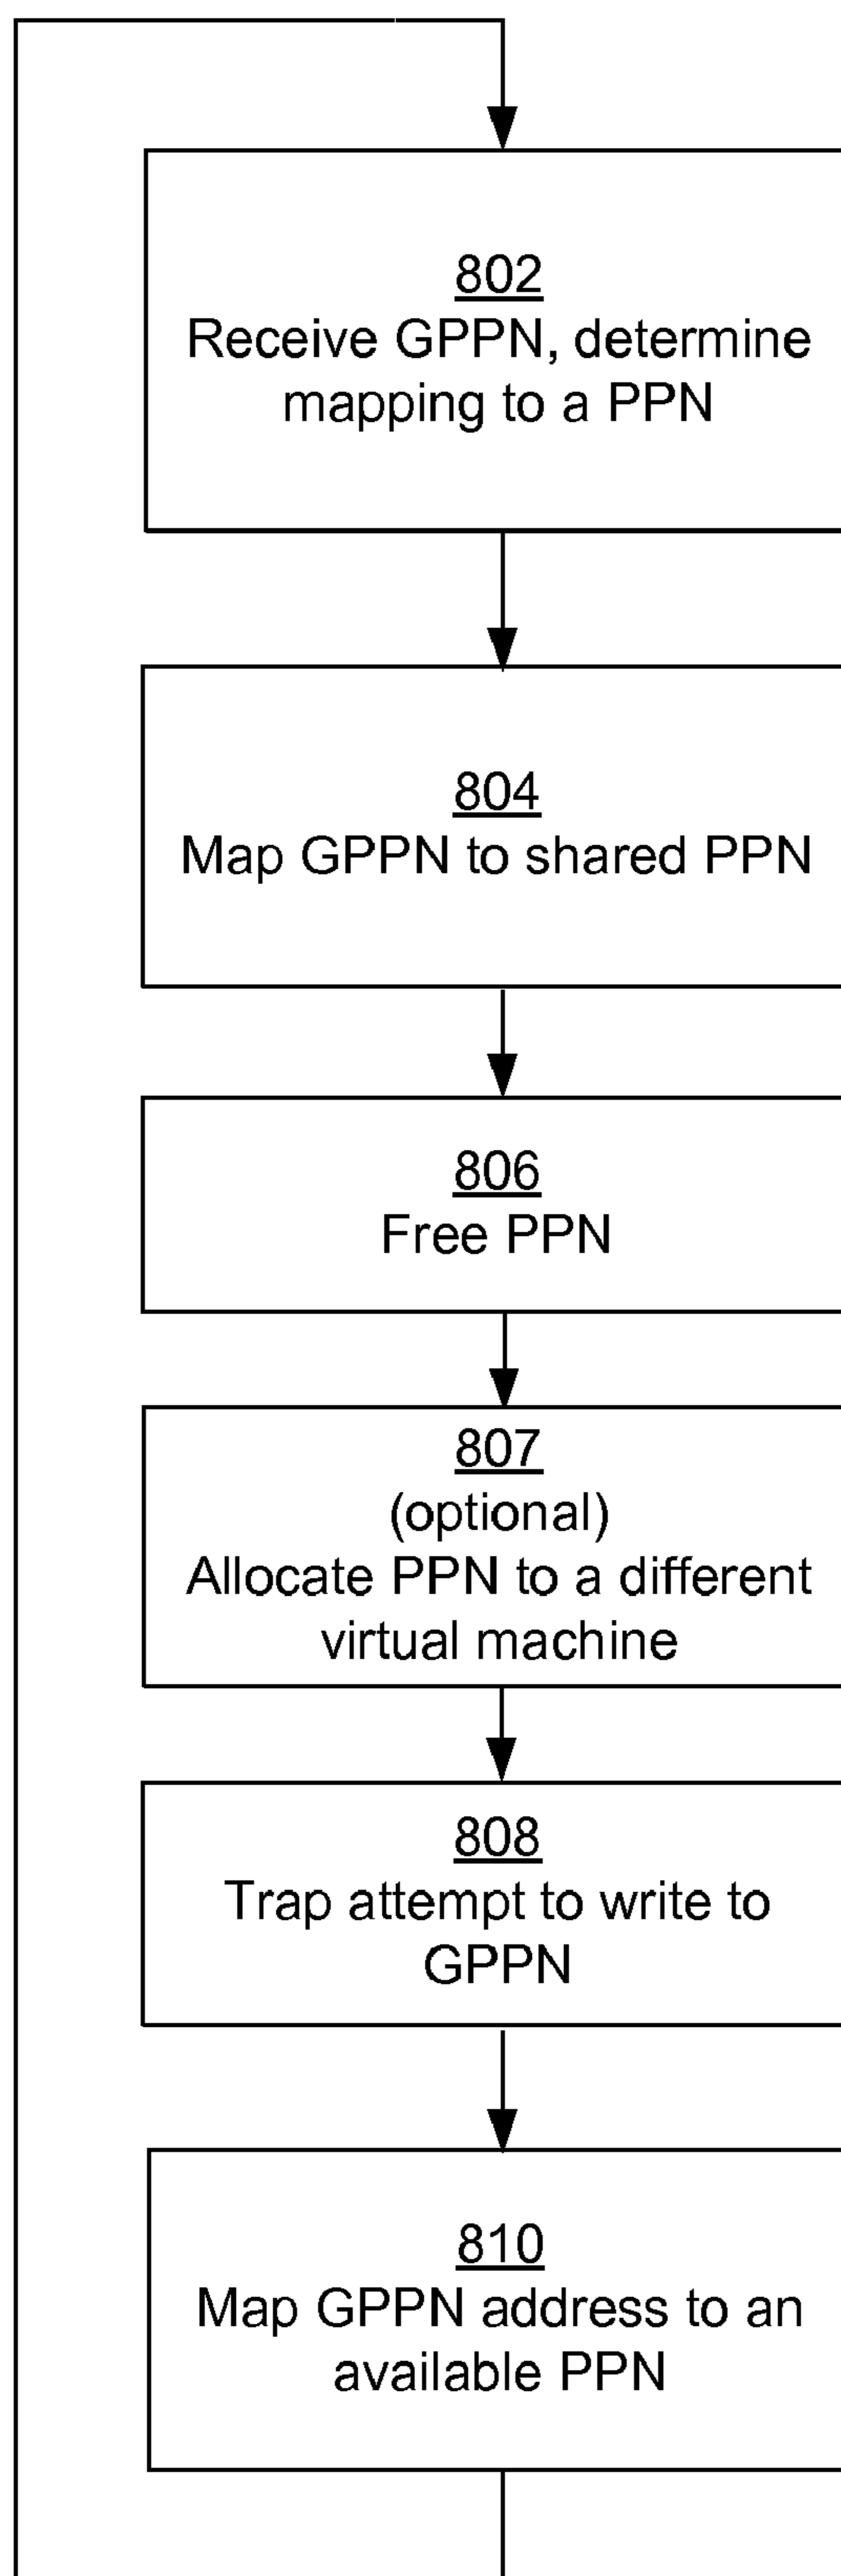 802
Receive GPPN, determine
mapping to a PPN
804
Map GPPN to shared PPN
806
Free PPN
807
(optional)
Allocate PPN to a different
virtual machine
808
Trap attempt to write to
GPPN
810
Map GPPN address to an
available PPN